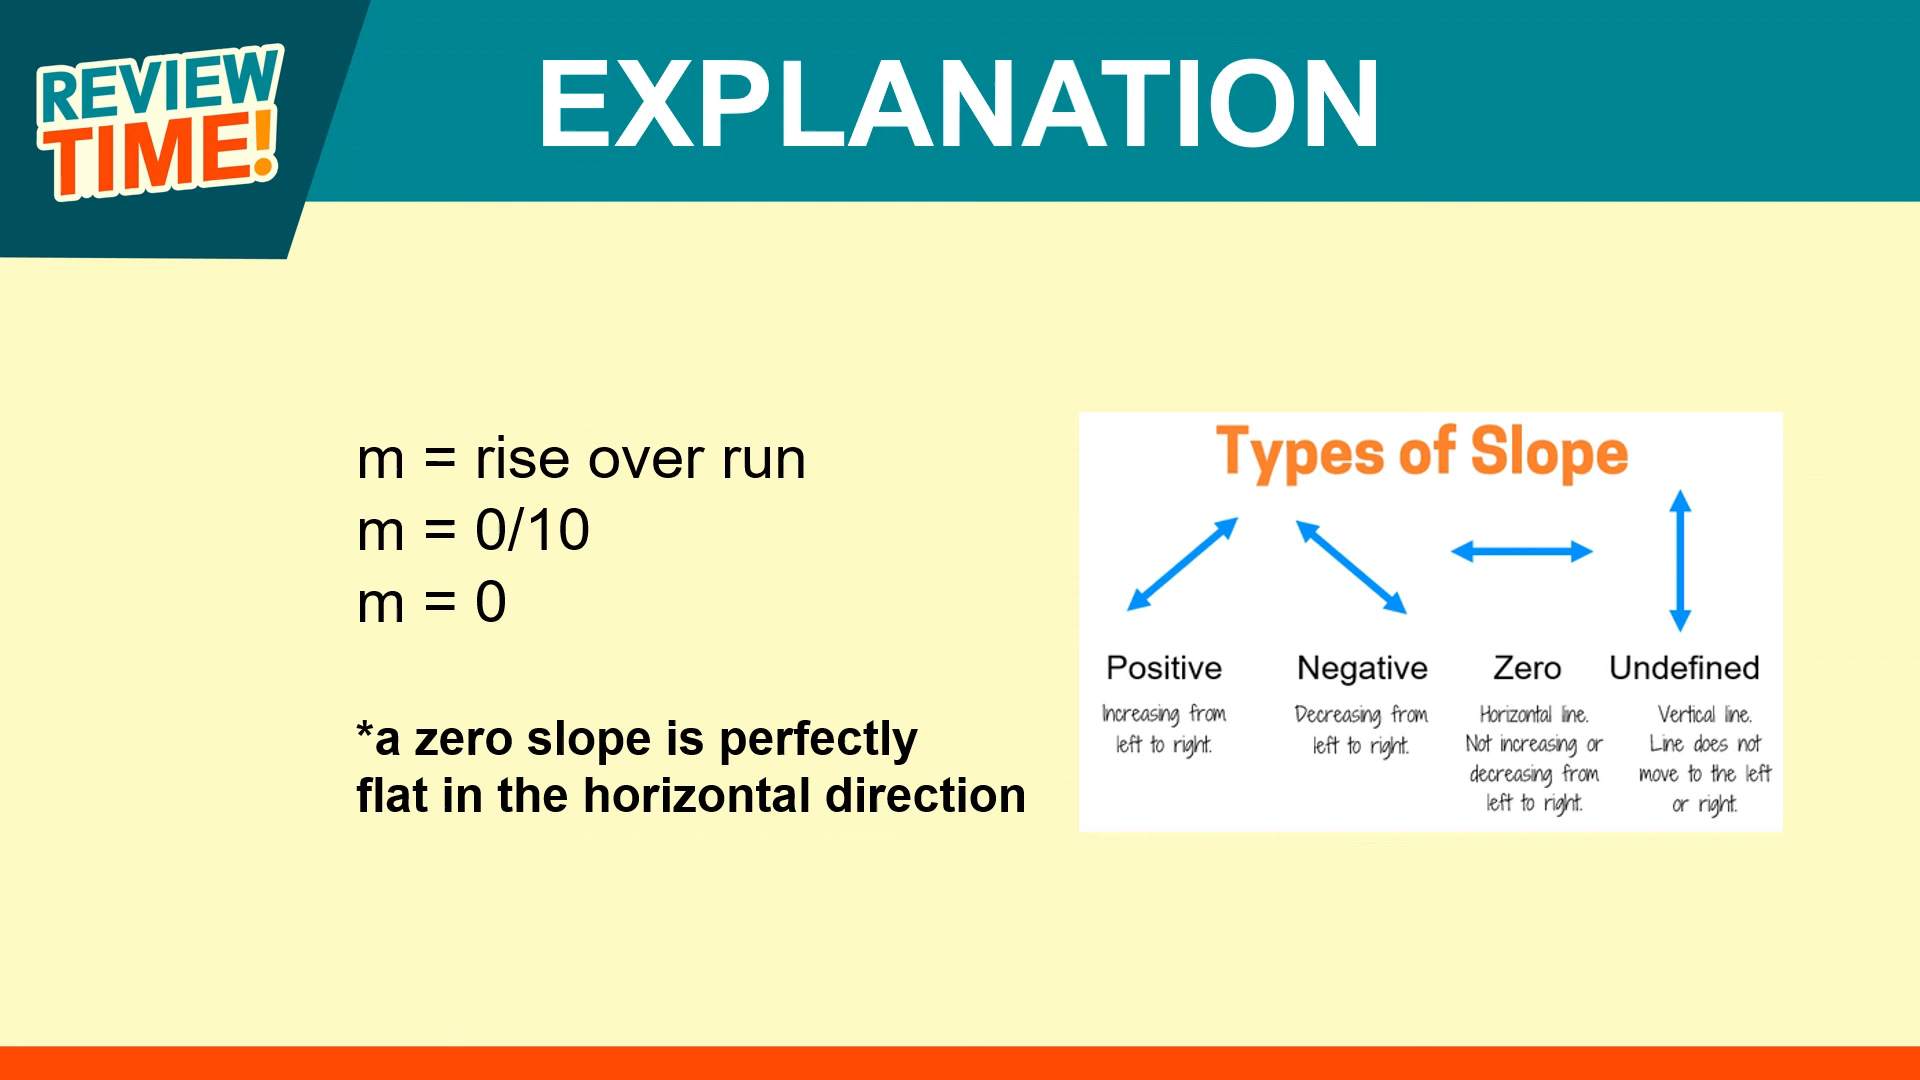 REVIEW
TIME!
EXPLANATION
m = rise over run
m = 0/10
m = 0
*a zero slope is perfectly
flat in the horizontal direction
Types of Slope
Positive
Increasing from
left to right.
Negative
Decreasing from
left to right.
Zero
Horizontal line.
Not increasing or
decreasing from
left to right.
Undefined
Vertical line.
Line does not
move to the left
or right.